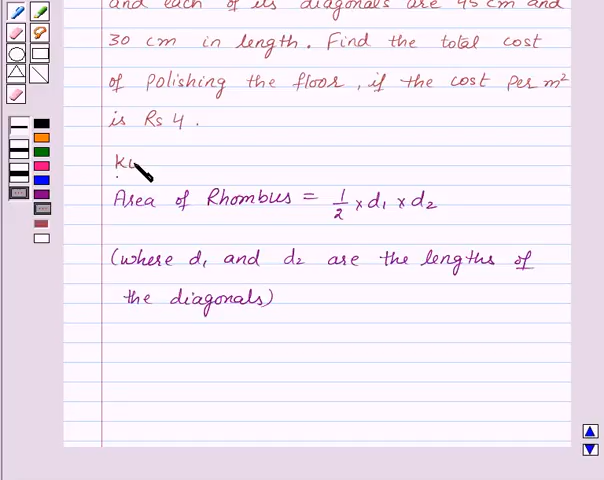 and each of its diagonals are 45 cm and
30 cm in length. Find the total cost
of polishing the floor, if the cost per m²
is Rs 4.
Area of Rhombus = 1/2 × d₁ × d₂
(where d₁ and d₂ are the lengths of
the diagonals)